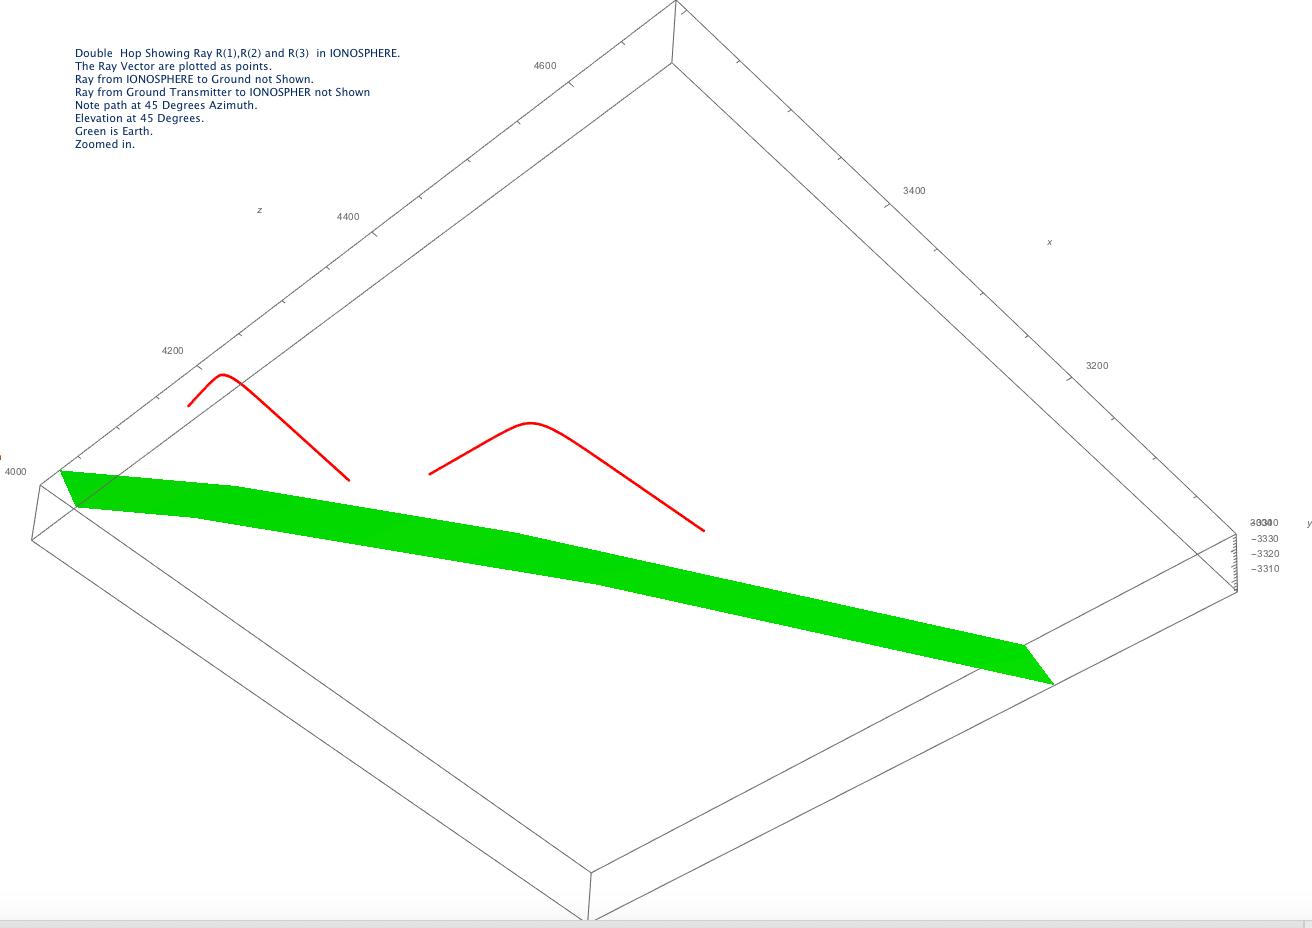 Double  Hop Showing Ray R(1),R(2) and R(3)  in IONOSPHERE.
The Ray Vector are plotted as points.
Ray from IONOSPHERE to Ground not Shown.
Ray from Ground Transmitter to IONOSPHER not Shown
Note path at 45 Degrees Azimuth.
Elevation at 45 Degrees.
Green is Earth.
Zoomed in.
4600
3400
z
4400
x
4200
3200
4000
y
−3330
−3320
−3310